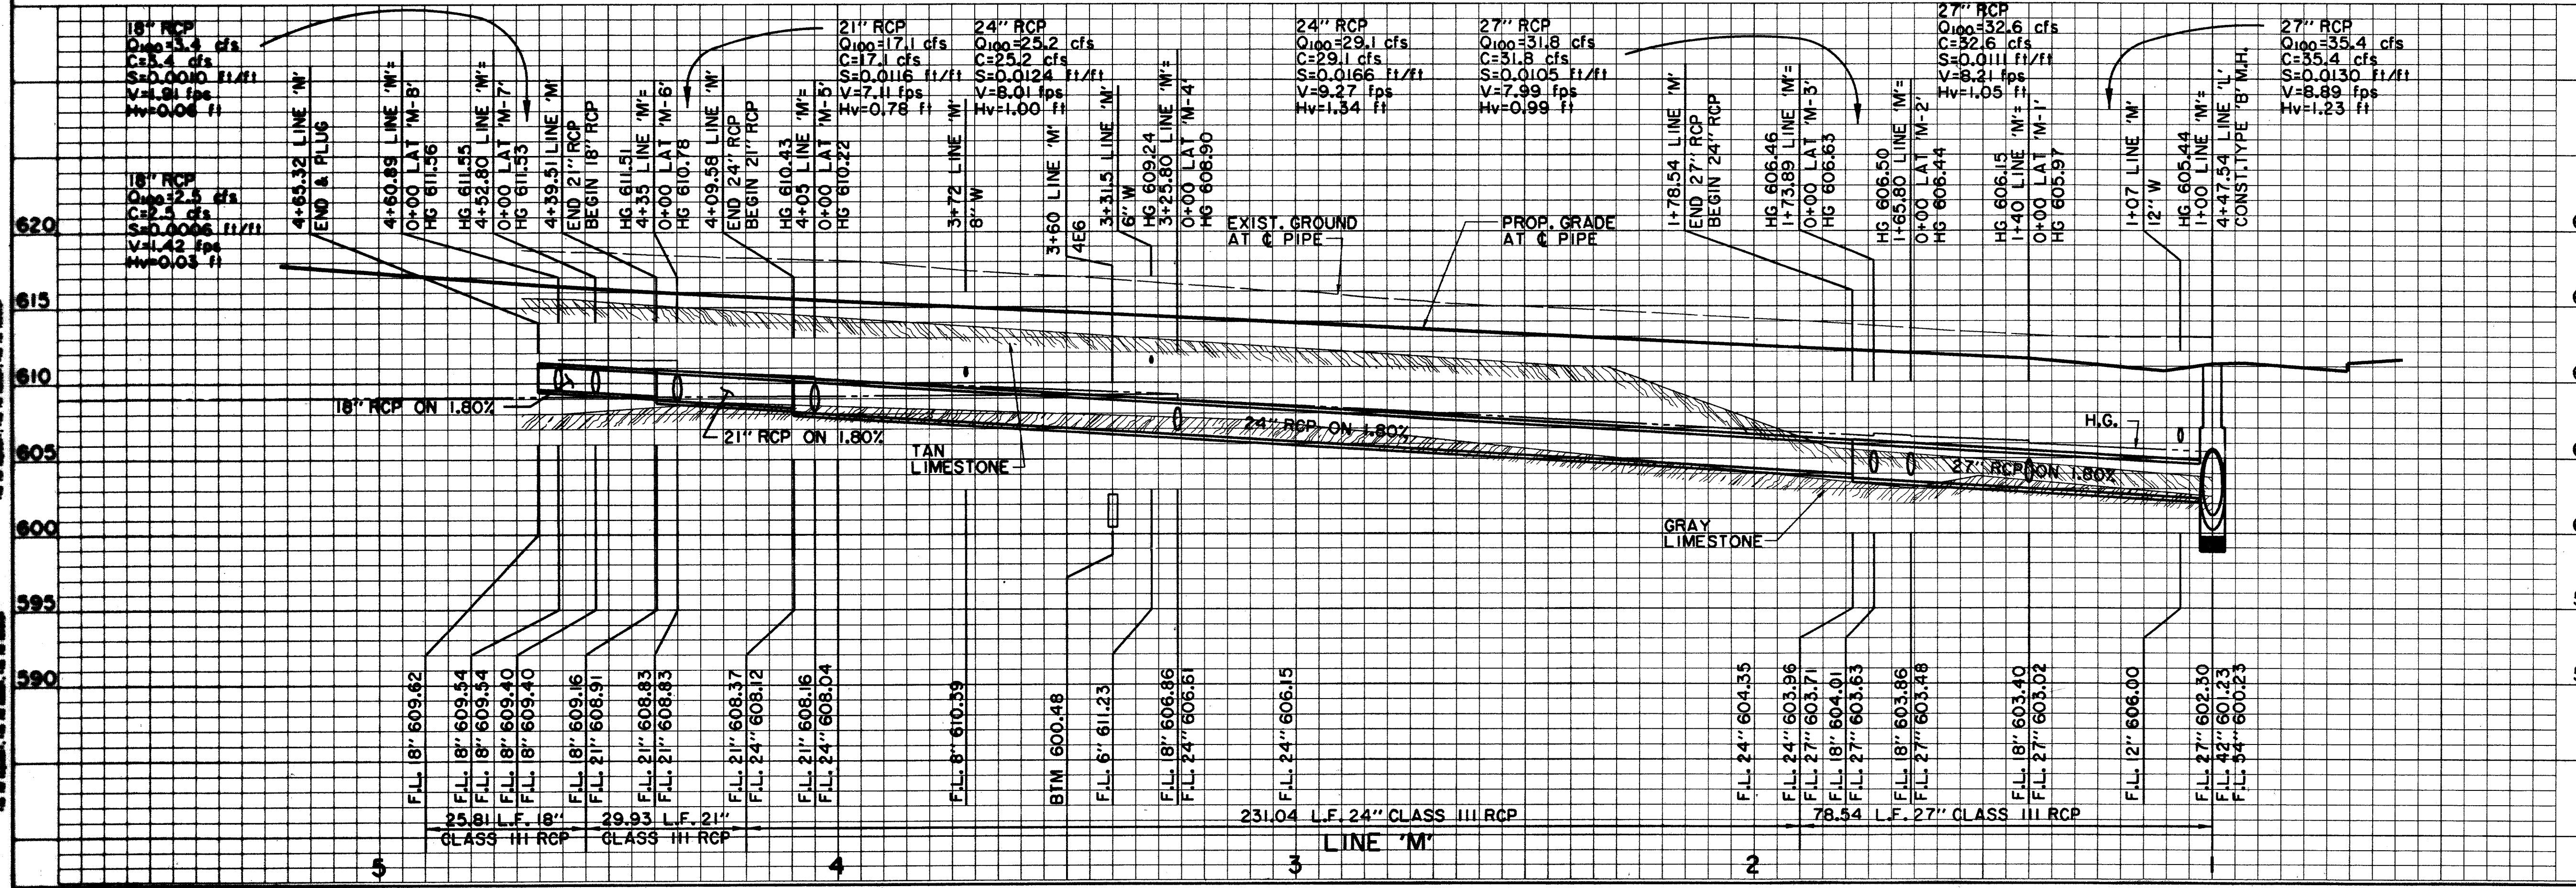 18" RCP
Q100=3.4 cfs
C=3.4 cfs
S=0.0010 ft/ft
V=1.91 fps
Hv=0.06 ft
18" RCP
Q100=2.5 cfs
C=2.5 cfs
S=0.0006 ft/ft
V=1.42 fps
Hv=0.03 ft
21" RCP
Q100=17.1 cfs
C=17.1 cfs
S=0.0116 ft/ft
V=7.11 fps
Hv=0.78 ft
24" RCP
Q100=25.2 cfs
C=25.2 cfs
S=0.0124 ft/ft
V=8.01 fps
Hv=1.00 ft
24" RCP
Q100=29.1 cfs
C=29.1 cfs
S=0.0166 ft/ft
V=9.27 fps
Hv=1.34 ft
27" RCP
Q100=31.8 cfs
C=31.8 cfs
S=0.0105 ft/ft
V=7.99 fps
Hv=0.99 ft
27" RCP
Q100=32.6 cfs
C=32.6 cfs
S=0.0111 ft/ft
V=8.21 fps
Hv=1.05 ft
27" RCP
Q100=35.4 cfs
C=35.4 cfs
S=0.0130 ft/ft
V=8.89 fps
Hv=1.23 ft
4+65.32 LINE 'M'
END & PLUG
4+60.89 LINE 'M'=
0+00 LAT 'M-8'
HG 611.56
HG 611.55
4+52.80 LINE 'M'=
0+00 LAT 'M-7'
HG 611.53
4+39.51 LINE 'M'
END 21" RCP
BEGIN 18" RCP
HG 611.51
4+35 LINE 'M'=
0+00 LAT 'M-6'
HG 610.78
4+09.58 LINE 'M'
END 24" RCP
BEGIN 21" RCP
HG 610.43
4+05 LINE 'M'=
0+00 LAT 'M-5'
HG 610.22
3+72 LINE 'M'
8" W
3+60 LINE 'M'
4E6
3+31.5 LINE 'M'
6" W
HG 609.24
3+25.80 LINE 'M'=
0+00 LAT 'M-4'
HG 608.90
1+78.54 LINE 'M'
END 27" RCP
BEGIN 24" RCP
HG 606.46
1+73.89 LINE 'M'=
0+00 LAT 'M-3'
HG 606.63
HG 606.50
1+65.80 LINE 'M'=
0+00 LAT 'M-2'
HG 606.44
HG 606.15
1+40 LINE 'M'=
0+00 LAT 'M-1'
HG 605.97
1+07 LINE 'M'
12" W
HG 605.44
1+00 LINE 'M'=
4+47.54 LINE 'L'
CONST. TYPE 'B' M.H.
620
615
610
605
600
595
590
EXIST. GROUND
AT ℄ PIPE
PROP. GRADE
AT ℄ PIPE
18" RCP ON 1.80%
21" RCP ON 1.80%
24" RCP ON 1.80%
27" RCP ON 1.80%
H.G.
TAN
LIMESTONE
GRAY
LIMESTONE
F.L. 18" 609.62
F.L. 18" 609.54
F.L. 18" 609.54
F.L. 18" 609.40
F.L. 18" 609.40
F.L. 18" 609.16
F.L. 21" 608.91
F.L. 21" 608.83
F.L. 21" 608.83
F.L. 21" 608.37
F.L. 24" 608.12
F.L. 21" 608.16
F.L. 24" 608.04
F.L. 8" 610.39
BTM 600.48
F.L. 6" 611.23
F.L. 18" 606.86
F.L. 24" 606.61
F.L. 24" 606.15
F.L. 24" 604.35
F.L. 24" 603.96
F.L. 27" 603.71
F.L. 18" 604.01
F.L. 27" 603.63
F.L. 18" 603.86
F.L. 27" 603.48
F.L. 18" 603.40
F.L. 27" 603.02
F.L. 12" 606.00
F.L. 27" 602.30
F.L. 42" 601.23
F.L. 54" 600.23
25.81 L.F. 18"
CLASS III RCP
29.93 L.F. 21"
CLASS III RCP
231.04 L.F. 24" CLASS III RCP
78.54 L.F. 27" CLASS III RCP
LINE 'M'
5
4
3
2
1